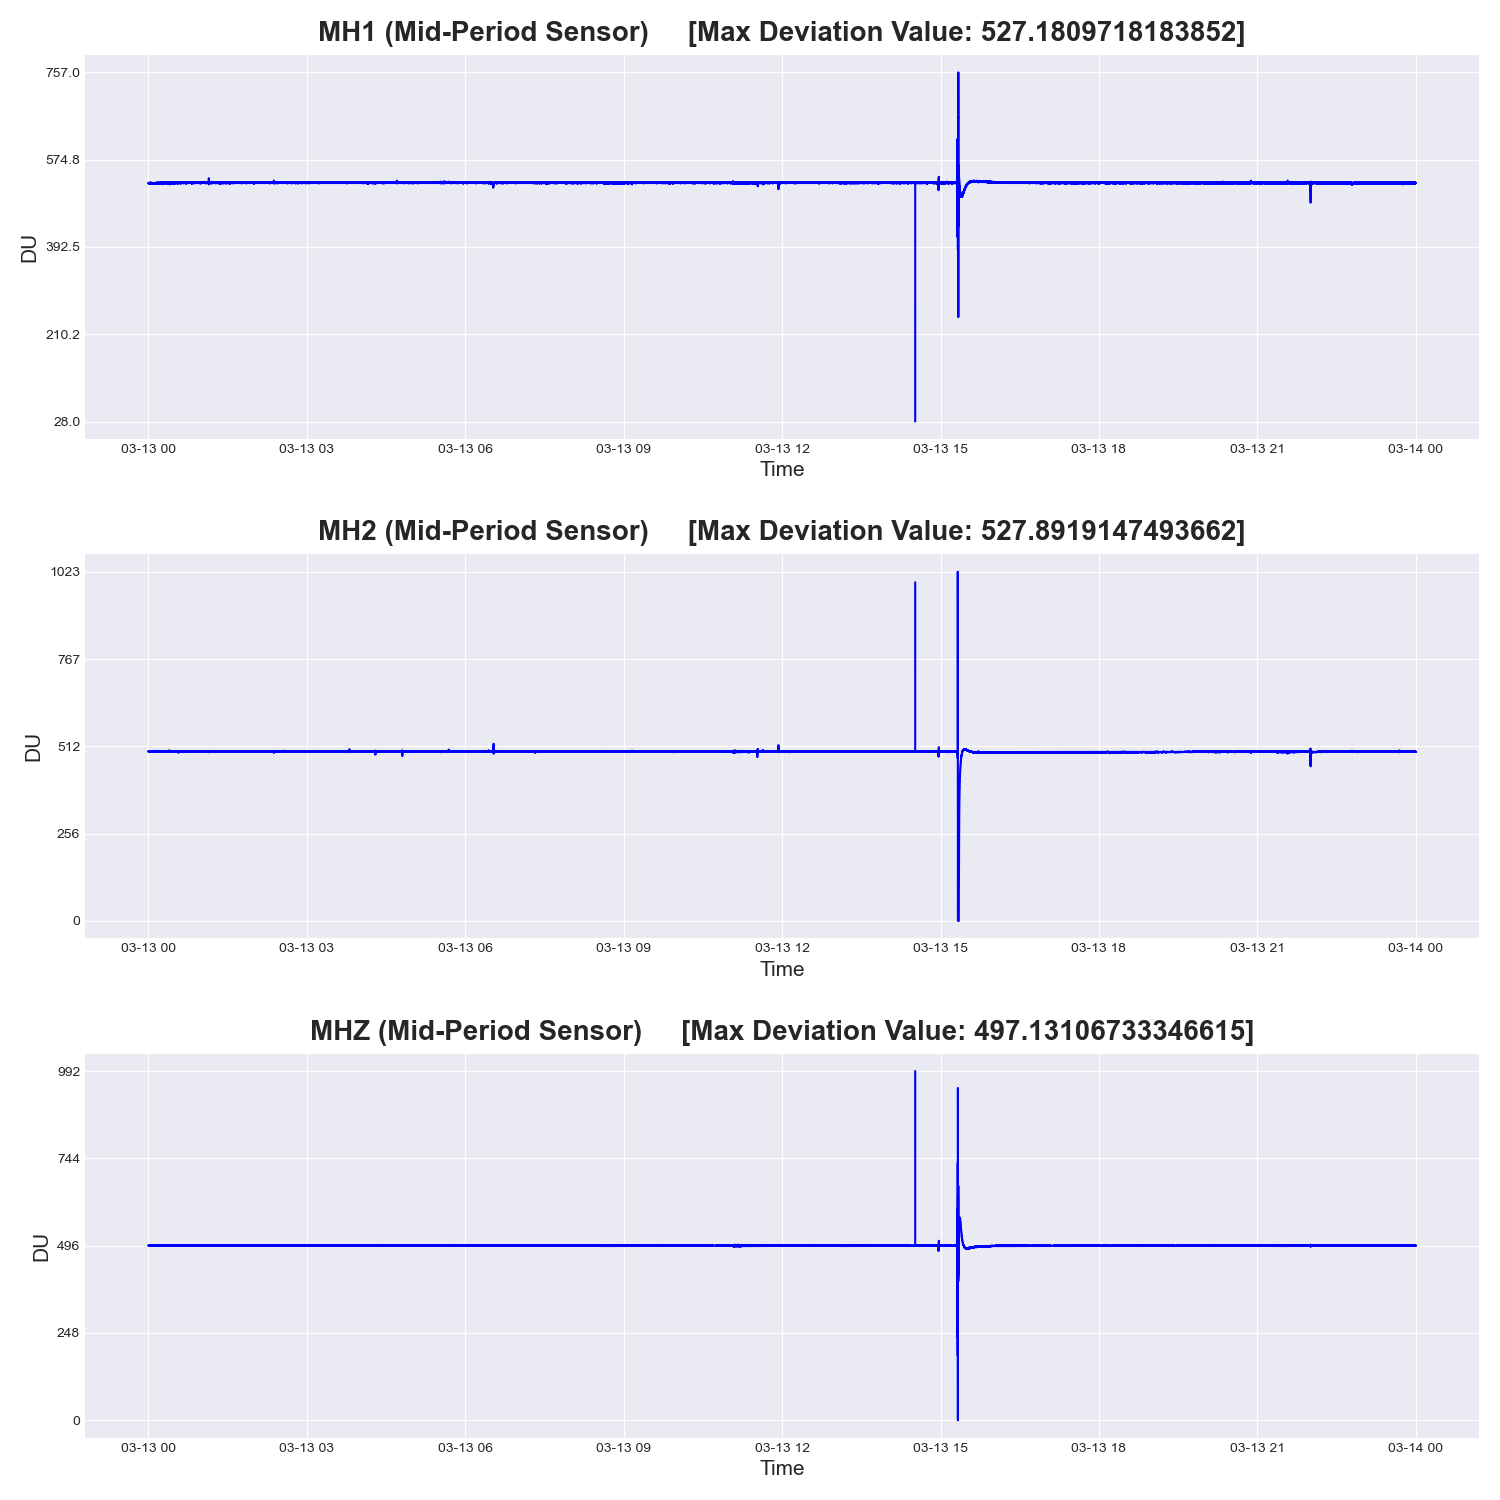 MH1 (Mid-Period Sensor) [Max Deviation Value: 527.1809718183852]
757.0
574.8
392.5
210.2
28.0
DU
03-13 00 03-13 03 03-13 06 03-13 09 03-13 12 03-13 15 03-13 18 03-13 21 03-14 00
Time
MH2 (Mid-Period Sensor) [Max Deviation Value: 527.8919147493662]
1023
767
512
256
0
DU
03-13 00 03-13 03 03-13 06 03-13 09 03-13 12 03-13 15 03-13 18 03-13 21 03-14 00
Time
MHZ (Mid-Period Sensor) [Max Deviation Value: 497.13106733346615]
992
744
496
248
0
DU
03-13 00 03-13 03 03-13 06 03-13 09 03-13 12 03-13 15 03-13 18 03-13 21 03-14 00
Time